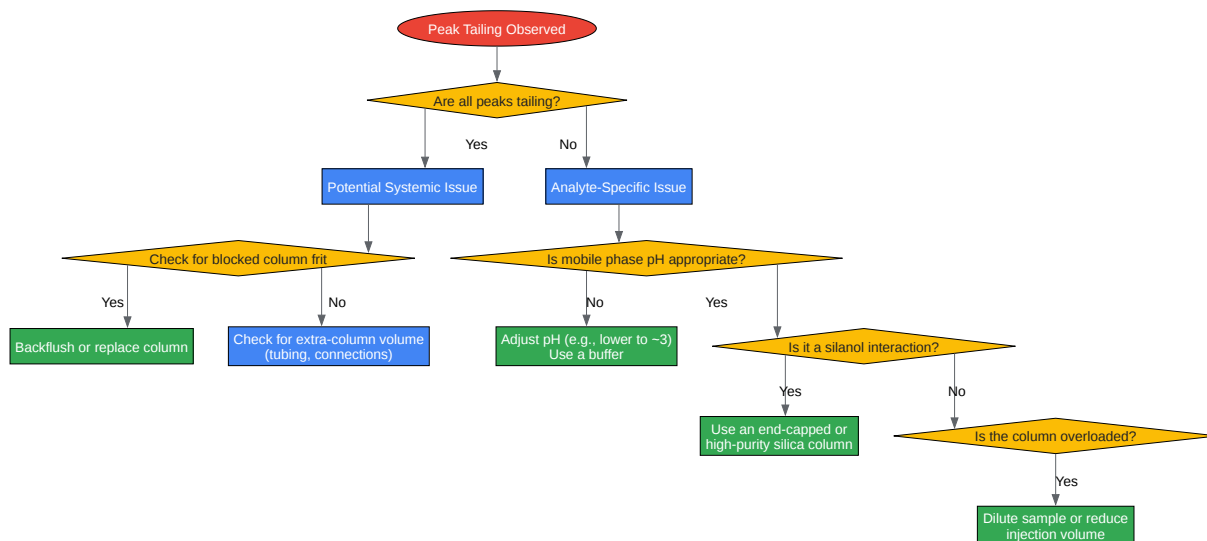 Peak Tailing Observed
Are all peaks tailing?
Yes
No
Potential Systemic Issue
Analyte-Specific Issue
Check for blocked column frit
Is mobile phase pH appropriate?
Yes
No
No
Yes
Backflush or replace column
Check for extra-column volume
(tubing, connections)
Adjust pH (e.g., lower to ~3)
Use a buffer
Is it a silanol interaction?
Yes
No
Use an end-capped or
high-purity silica column
Is the column overloaded?
Yes
Dilute sample or reduce
injection volume